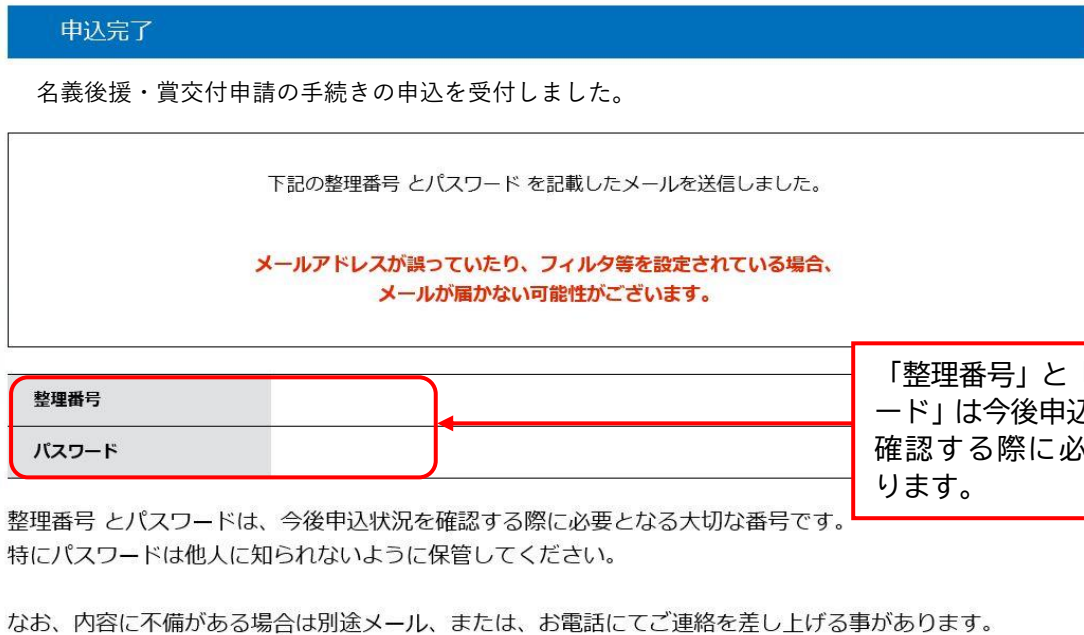 申込完了
名義後援・賞交付申請の手続きの申込を受付しました。
下記の整理番号 とパスワード を記載したメールを送信しました。
メールアドレスが誤っていたり、フィルタ等を設定されている場合、
メールが届かない可能性がございます。
整理番号
パスワード
「整理番号」と「
ード」は今後申込
確認する際に必
ります。
整理番号 とパスワードは、今後申込状況を確認する際に必要となる大切な番号です。
特にパスワードは他人に知られないように保管してください。
なお、内容に不備がある場合は別途メール、または、お電話にてご連絡を差し上げる事があります。